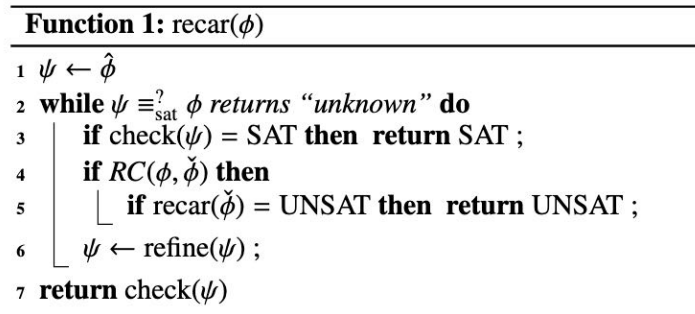 Function 1: recar(ϕ)
1 ψ ← ϕ̂
2 while ψ ≡?sat ϕ returns “unknown” do
3 if check(ψ) = SAT then return SAT ;
4 if RC(ϕ, ϕ̌) then
5 if recar(ϕ̌) = UNSAT then return UNSAT ;
6 ψ ← refine(ψ) ;
7 return check(ψ)